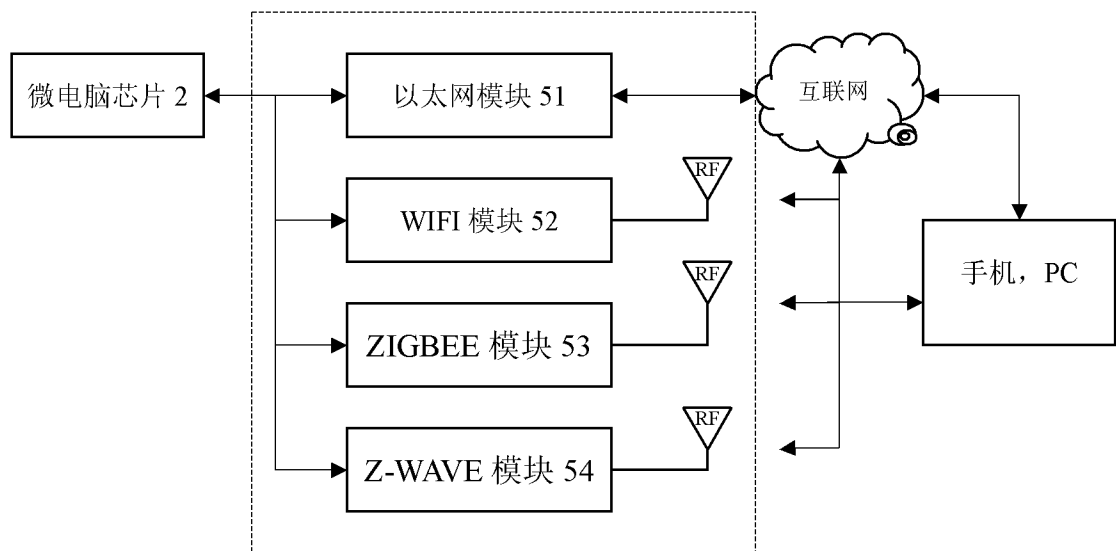 微电脑芯片 2
以太网模块 51
互联网
RF
WIFI 模块 52
手机，PC
RF
ZIGBEE 模块 53
RF
Z-WAVE 模块 54